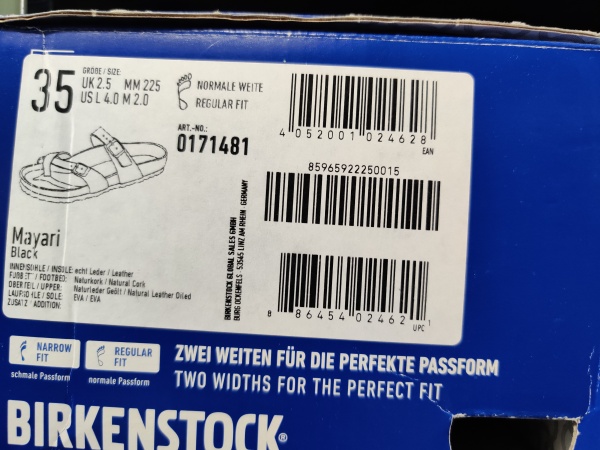 35
GRÖßE / SIZE:
UK 2.5 MM 225
US L 4.0 M 2.0
NORMALE WEITE
REGULAR FIT
ART.-NO.:
0171481
4 052001 024628
EAN
85965922250015
8 86454 02462 1
UPC
BIRKENSTOCK GLOBAL SALES GMBH
BURG OCKENFELS · 53545 LINZ AM RHEIN GERMANY
Mayari
Black
INNENSOHLE / INSOLE: echt Leder / Leather
FUßBETT / FOOTBED: Naturkork / Natural Cork
OBERTEIL / UPPER: Naturleder Geölt / Natural Leather Oiled
LAUFSOHLE / SOLE: EVA / EVA
ZUSATZ / ADDITION:
NARROW
FIT
schmale Passform
REGULAR
FIT
normale Passform
ZWEI WEITEN FÜR DIE PERFEKTE PASSFORM
TWO WIDTHS FOR THE PERFECT FIT
BIRKENSTOCK®